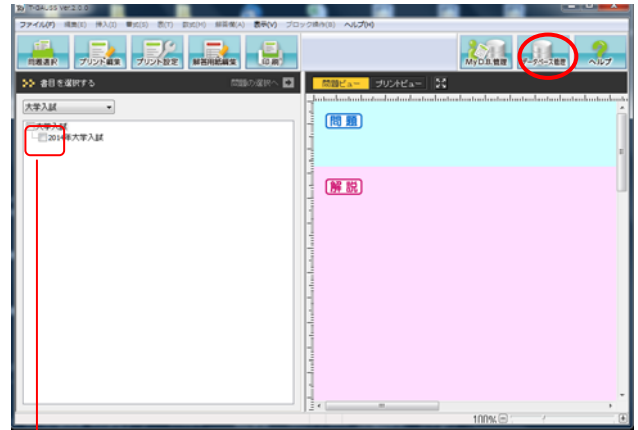 T-GAUSS Ver.2.0.0
ファイル(F) 編集(E) 挿入(I) 書式(S) 表(T) 数式(M) 解答欄(A) 表示(V) ブロック操作(B) ヘルプ(H)
問題選択 プリント編集 プリント設定 解答用紙編集 印刷 MyD.B.管理 データベース管理 ヘルプ
書目を選択する 問題の選択へ 問題ビュー プリントビュー
大学入試
大学入試
2014年大学入試
問題
解説
100%